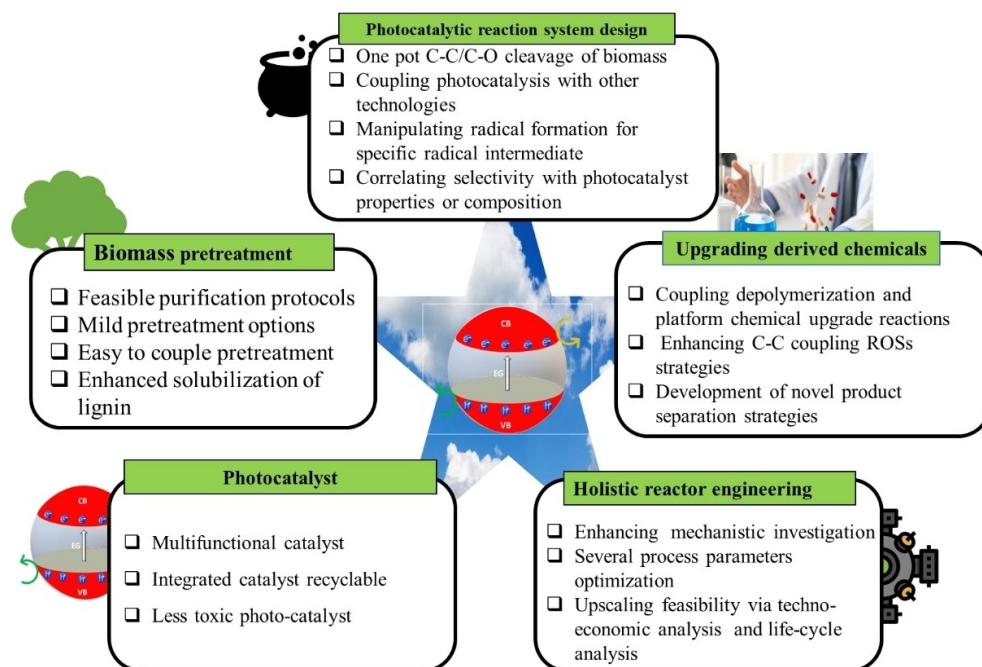 Photocatalytic reaction system design
❑ One pot C-C/C-O cleavage of biomass
❑ Coupling photocatalysis with other
technologies
❑ Manipulating radical formation for
specific radical intermediate
❑ Correlating selectivity with photocatalyst
properties or composition
Biomass pretreatment
❑ Feasible purification protocols
❑ Mild pretreatment options
❑ Easy to couple pretreatment
❑ Enhanced solubilization of
lignin
Upgrading derived chemicals
❑ Coupling depolymerization and
platform chemical upgrade reactions
❑ Enhancing C-C coupling ROSs
strategies
❑ Development of novel product
separation strategies
CB
e⁻ e⁻ e⁻ e⁻ e⁻
EG
h⁺ h⁺ h⁺ h⁺ h⁺
VB
Photocatalyst
❑ Multifunctional catalyst
❑ Integrated catalyst recyclable
❑ Less toxic photo-catalyst
CB
e⁻ e⁻ e⁻ e⁻
EG
h⁺ h⁺ h⁺ h⁺
VB
Holistic reactor engineering
❑ Enhancing mechanistic investigation
❑ Several process parameters
optimization
❑ Upscaling feasibility via techno-
economic analysis and life-cycle
analysis